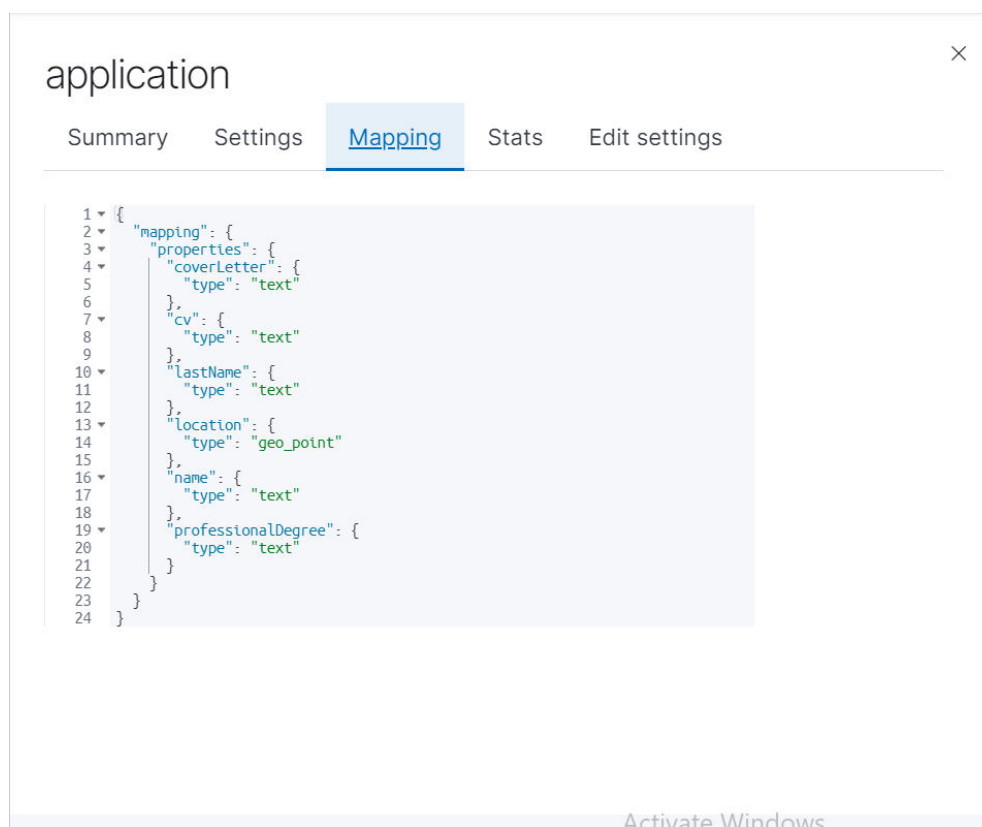 application
Summary Settings Mapping Stats Edit settings
1 {
2 "mapping": {
3 "properties": {
4 "coverLetter": {
5 "type": "text"
6 },
7 "cv": {
8 "type": "text"
9 },
10 "lastName": {
11 "type": "text"
12 },
13 "location": {
14 "type": "geo_point"
15 },
16 "name": {
17 "type": "text"
18 },
19 "professionalDegree": {
20 "type": "text"
21 }
22 }
23 }
24 }
Activate Windows